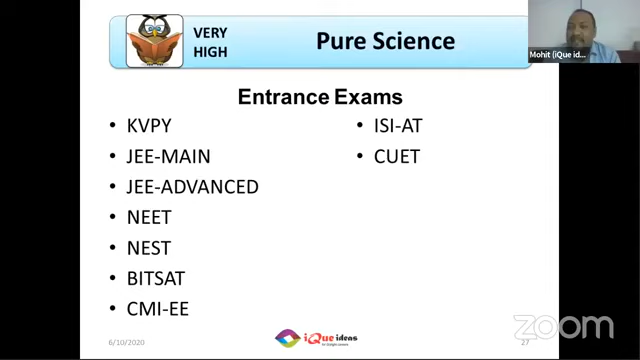 VERY
HIGH
Pure Science
Mohit (iQue id...
Entrance Exams
• KVPY
• JEE-MAIN
• JEE-ADVANCED
• NEET
• NEST
• BITSAT
• CMI-EE
• ISI-AT
• CUET
6/10/2020
iQue ideas
27
zoom